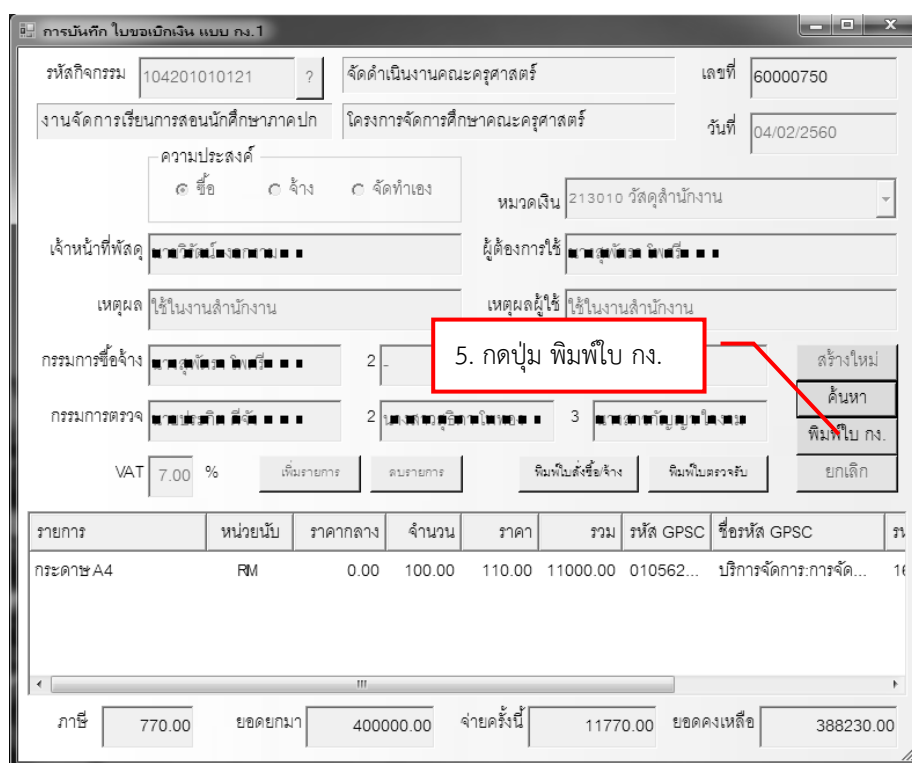 การบันทึก ใบขอเบิกเงิน แบบ กง.1
รหัสกิจกรรม 104201010121 ? จัดดำเนินงานคณะครุศาสตร์ เลขที่ 60000750
งานจัดการเรียนการสอนนักศึกษาภาคปก โครงการจัดการศึกษาคณะครุศาสตร์ วันที่ 04/02/2560
ความประสงค์
ซื้อ จ้าง จัดทำเอง หมวดเงิน 213010 วัสดุสำนักงาน
เจ้าหน้าที่พัสดุ ผู้ต้องการใช้
เหตุผล ใช้ในงานสำนักงาน เหตุผลผู้ใช้ ใช้ในงานสำนักงาน
5. กดปุ่ม พิมพ์ใบ กง.
กรรมการซื้อจ้าง 2 - สร้างใหม่
ค้นหา
กรรมการตรวจ 2 3 พิมพ์ใบ กง.
VAT 7.00 % เพิ่มรายการ ลบรายการ พิมพ์ใบสั่งซื้อ/จ้าง พิมพ์ใบตรวจรับ ยกเลิก
รายการ หน่วยนับ ราคากลาง จำนวน ราคา รวม รหัส GPSC ชื่อรหัส GPSC
กระดาษ A4 RM 0.00 100.00 110.00 11000.00 010562... บริการจัดการ:การจัด... 16
ภาษี 770.00 ยอดยกมา 400000.00 จ่ายครั้งนี้ 11770.00 ยอดคงเหลือ 388230.00